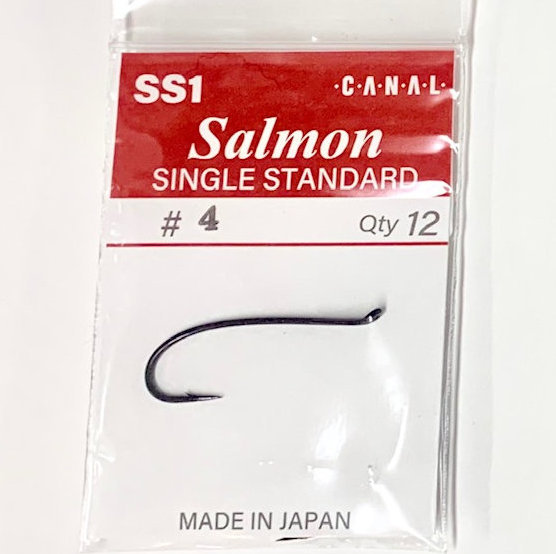 SS1 ·C·A·N·A·L·
Salmon
SINGLE STANDARD
# 4 Qty 12
MADE IN JAPAN